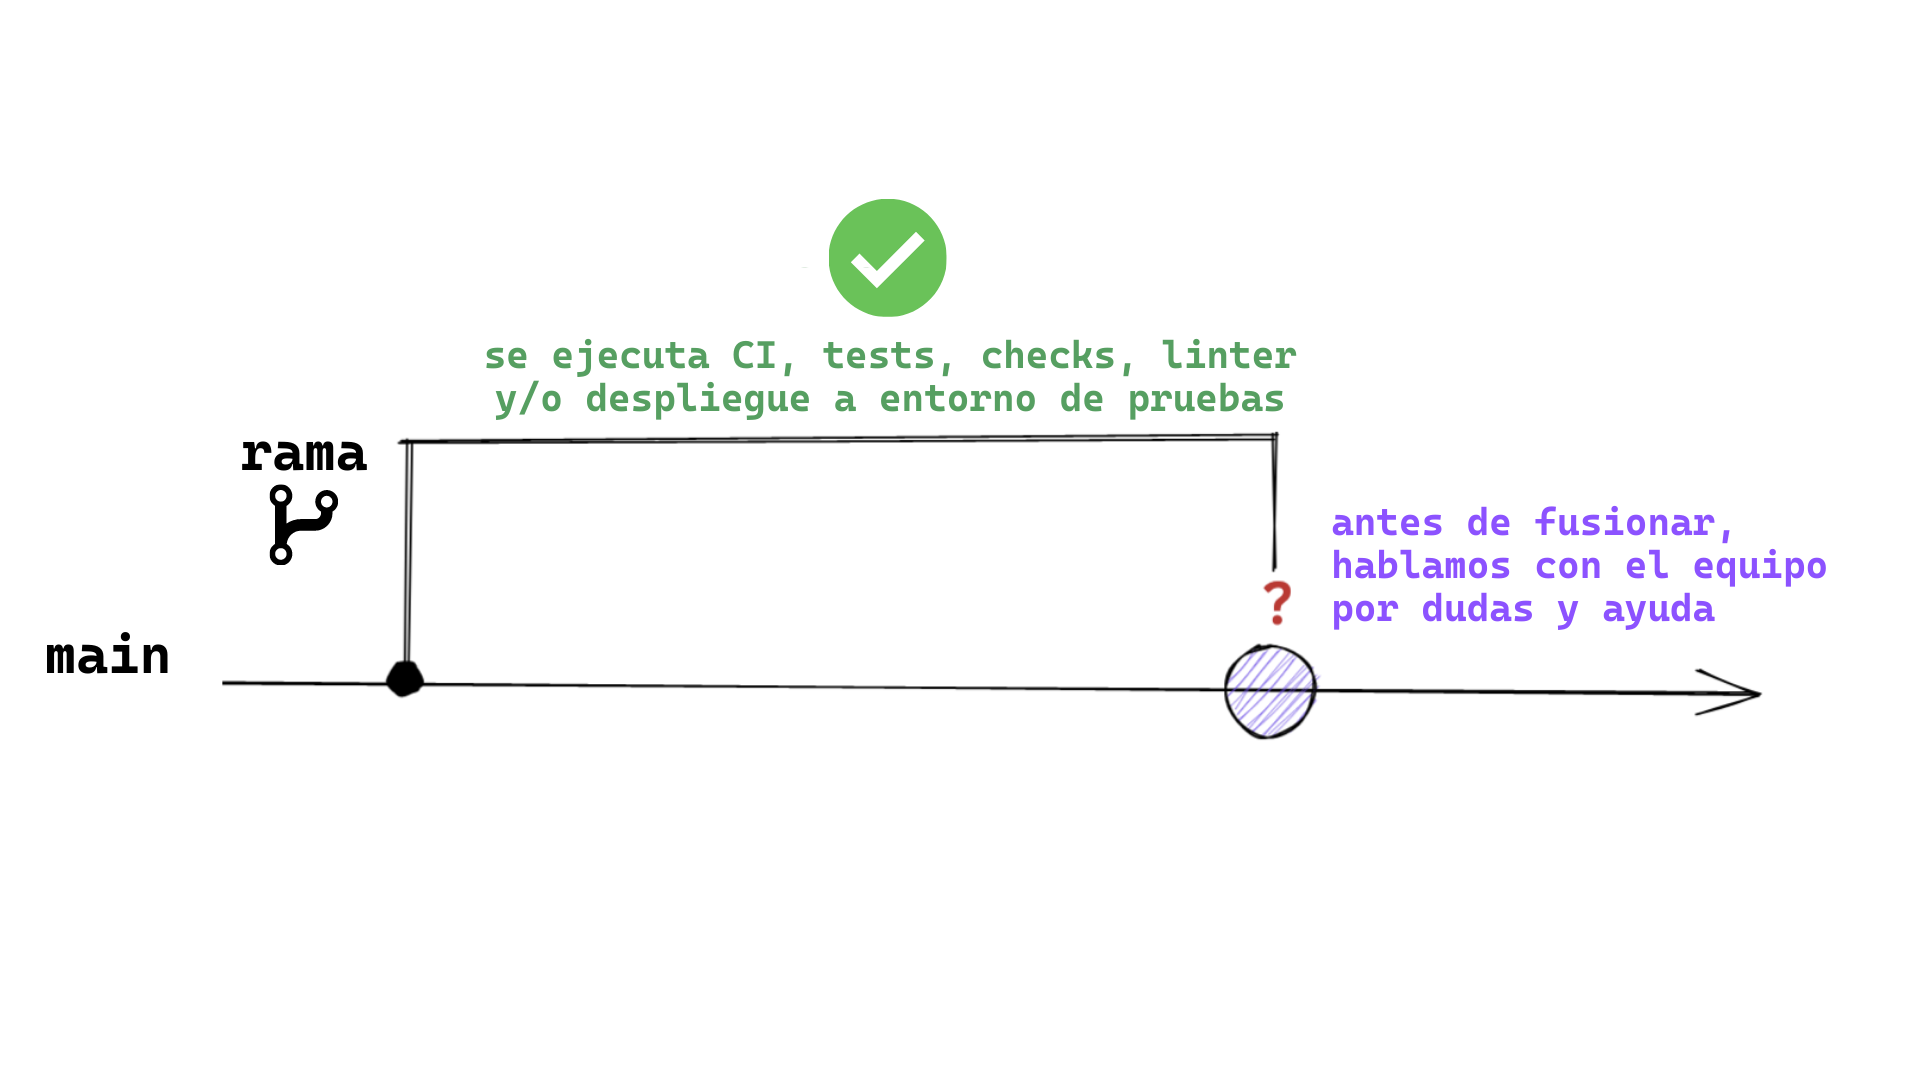 se ejecuta CI, tests, checks, linter
y/o despliegue a entorno de pruebas
rama
antes de fusionar,
hablamos con el equipo
por dudas y ayuda
?
main